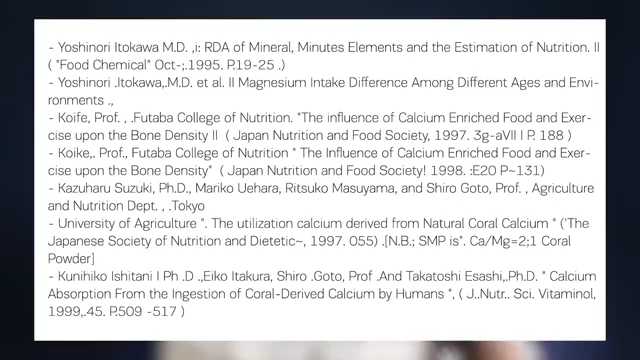 - Yoshinori Itokawa M.D. ,i: RDA of Mineral, Minutes Elements and the Estimation of Nutrition. II
( "Food Chemical" Oct-;.1995. P.19-25 .)
- Yoshinori .Itokawa,.M.D. et al. II Magnesium Intake Difference Among Different Ages and Envi-
ronments .,
- Koife, Prof. , .Futaba College of Nutrition. "The influence of Calcium Enriched Food and Exer-
cise upon the Bone Density II  ( Japan Nutrition and Food Society, 1997. 3g-aVII I P. 188 )
- Koike,. Prof., Futaba College of Nutrition " The Influence of Calcium Enriched Food and Exer-
cise upon the Bone Density"  ( Japan Nutrition and Food Society! 1998. :E20 P~131)
- Kazuharu Suzuki, Ph.D., Mariko Uehara, Ritsuko Masuyama, and Shiro Goto, Prof. , Agriculture
and Nutrition Dept. , .Tokyo
- University of Agriculture ". The utilization calcium derived from Natural Coral Calcium " ('The
Japanese Society of Nutrition and Dietetic~, 1997. 055) .[N.B.; SMP is". Ca/Mg=2;1 Coral
Powder]
- Kunihiko Ishitani I Ph .D .,Eiko Itakura, Shiro .Goto, Prof .And Takatoshi Esashi,.Ph.D. " Calcium
Absorption From the Ingestion of Coral-Derived Calcium by Humans ", ( J..Nutr.. Sci. Vitaminol,
1999,.45. P.509 -517 )